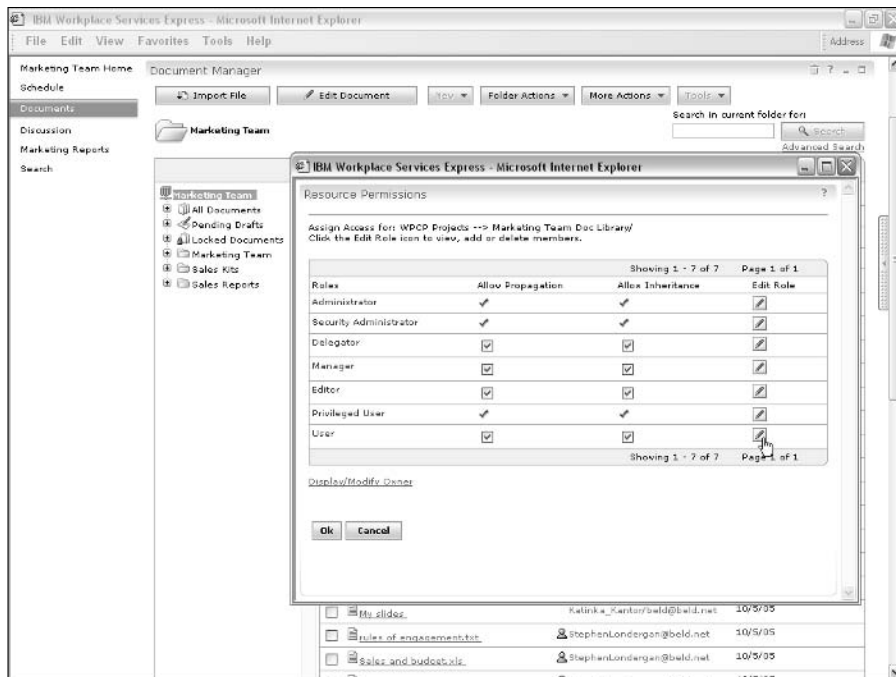 IBM Workplace Services Express - Microsoft Internet Explorer
File Edit View Favorites Tools Help
Address
Marketing Team Home
Schedule
Documents
Discussion
Marketing Reports
Search
Document Manager
Import File
Edit Document
Folder Actions
More Actions
Tools
Search in current folder for:
Search
Advanced Search
Marketing Team
Marketing Team
All Documents
Pending Drafts
Locked Documents
Marketing Team
Sales Kits
Sales Reports
IBM Workplace Services Express - Microsoft Internet Explorer
Resource Permissions
?
Assign Access for: WPCP Projects --> Marketing Team Doc Library/
Click the Edit Role icon to view, add or delete members.
Showing 1 - 7 of 7 Page 1 of 1
Roles Allow Propagation Allow Inheritance Edit Role
Administrator
Security Administrator
Delegator
Manager
Editor
Privileged User
User
Showing 1 - 7 of 7 Page 1 of 1
Display/Modify Owner
Ok Cancel
My slides Katinka_Kantor/beld@beld.net 10/5/05
rules of engagement.txt StephenLondergan@beld.net 10/5/05
Sales and budget.xls StephenLondergan@beld.net 10/5/05